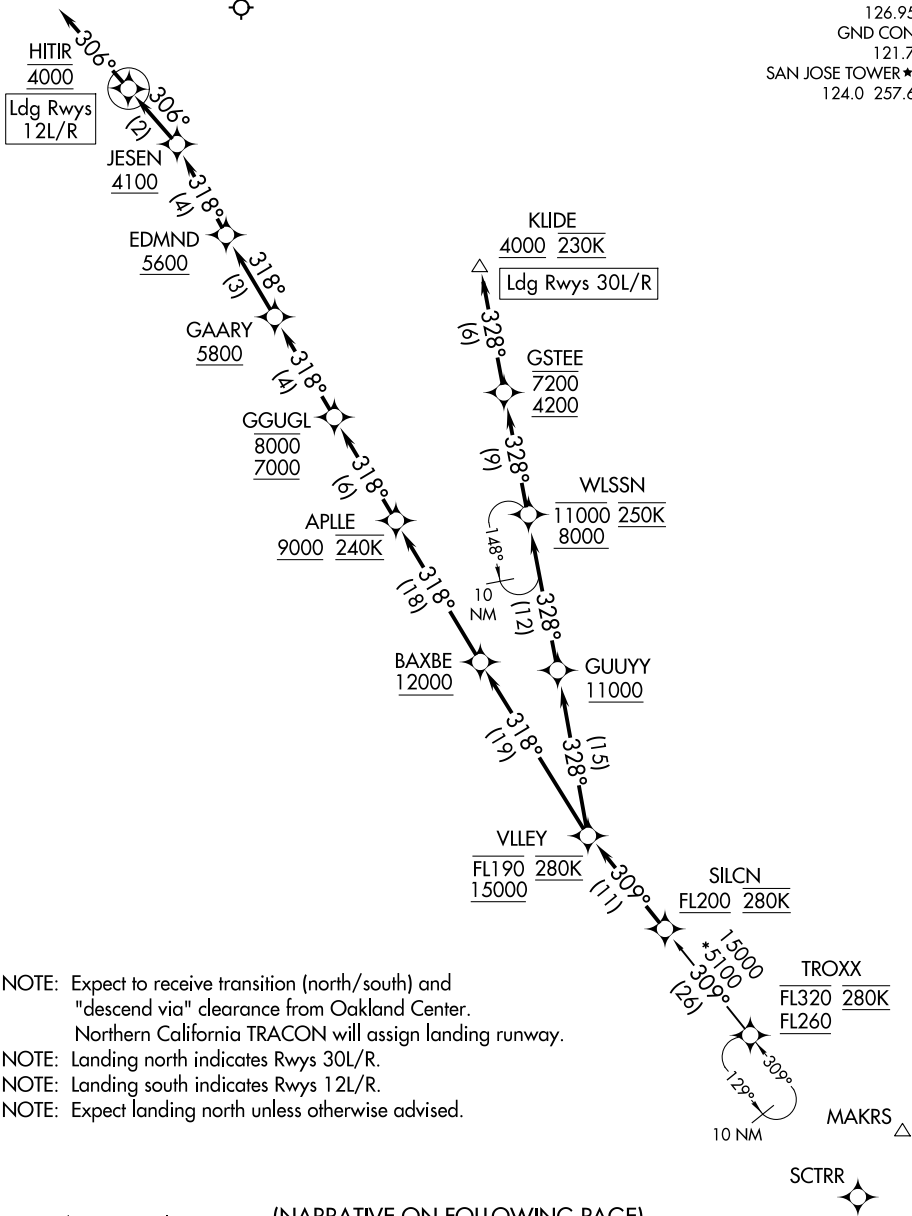 126.95
GND CON
121.7
SAN JOSE TOWER★
124.0 257.6
306°
HITIR
4000
Ldg Rwys
12L/R
306°
(2)
JESEN
4100
318°
(4)
EDMND
5600
318°
(3)
GAARY
5800
318°
(4)
GGUGL
8000
7000
318°
(6)
APLLE
9000 240K
318°
(18)
BAXBE
12000
318°
(19)
KLIDE
4000 230K
Ldg Rwys 30L/R
328°
(6)
GSTEE
7200
4200
328°
(9)
WLSSN
11000 250K
8000
148°
10
NM
328°
(12)
GUUYY
11000
328°
(15)
VLLEY
FL190 280K
15000
309°
(11)
SILCN
FL200 280K
15000
*5100
309°
(26)
TROXX
FL320 280K
FL260
309°
129°
10 NM
MAKRS
SCTRR
NOTE: Expect to receive transition (north/south) and
"descend via" clearance from Oakland Center.
Northern California TRACON will assign landing runway.
NOTE: Landing north indicates Rwys 30L/R.
NOTE: Landing south indicates Rwys 12L/R.
NOTE: Expect landing north unless otherwise advised.
(NARRATIVE ON FOLLOWING PAGE)